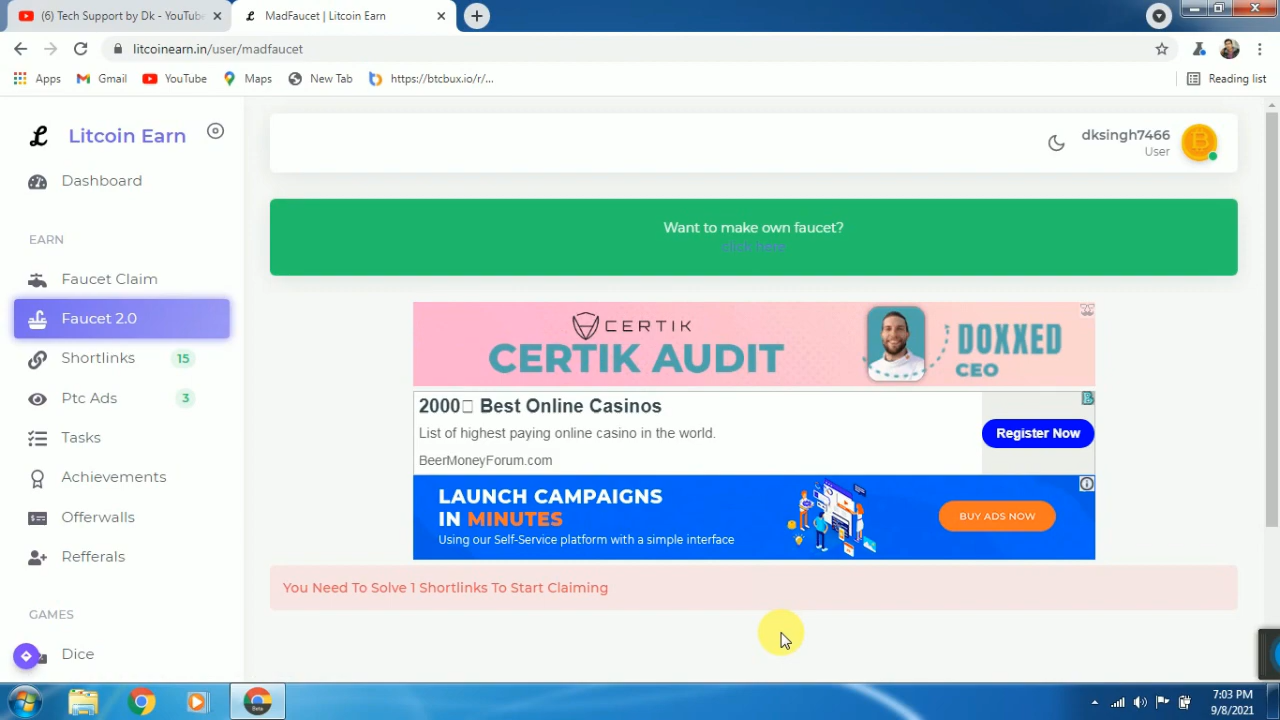 (6) Tech Support by Dk - YouTube
MadFaucet | Litcoin Earn
litcoinearn.in/user/madfaucet
Apps
Gmail
YouTube
Maps
New Tab
https://btcbux.io/r/...
Reading list
Litcoin Earn
Dashboard
EARN
Faucet Claim
Faucet 2.0
Shortlinks 15
Ptc Ads 3
Tasks
Achievements
Offerwalls
Refferals
GAMES
Dice
dksingh7466
User
Want to make own faucet?
click here
CERTIK
CERTIK AUDIT
DOXXED
CEO
2000▯ Best Online Casinos
List of highest paying online casino in the world.
BeerMoneyForum.com
Register Now
LAUNCH CAMPAIGNS
IN MINUTES
Using our Self-Service platform with a simple interface
BUY ADS NOW
You Need To Solve 1 Shortlinks To Start Claiming
Beta
7:03 PM
9/8/2021